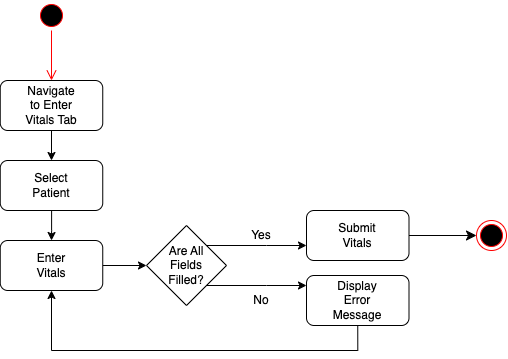 Navigate
to Enter
Vitals Tab
Select
Patient
Enter
Vitals
Are All
Fields
Filled?
Yes
No
Submit
Vitals
Display
Error
Message